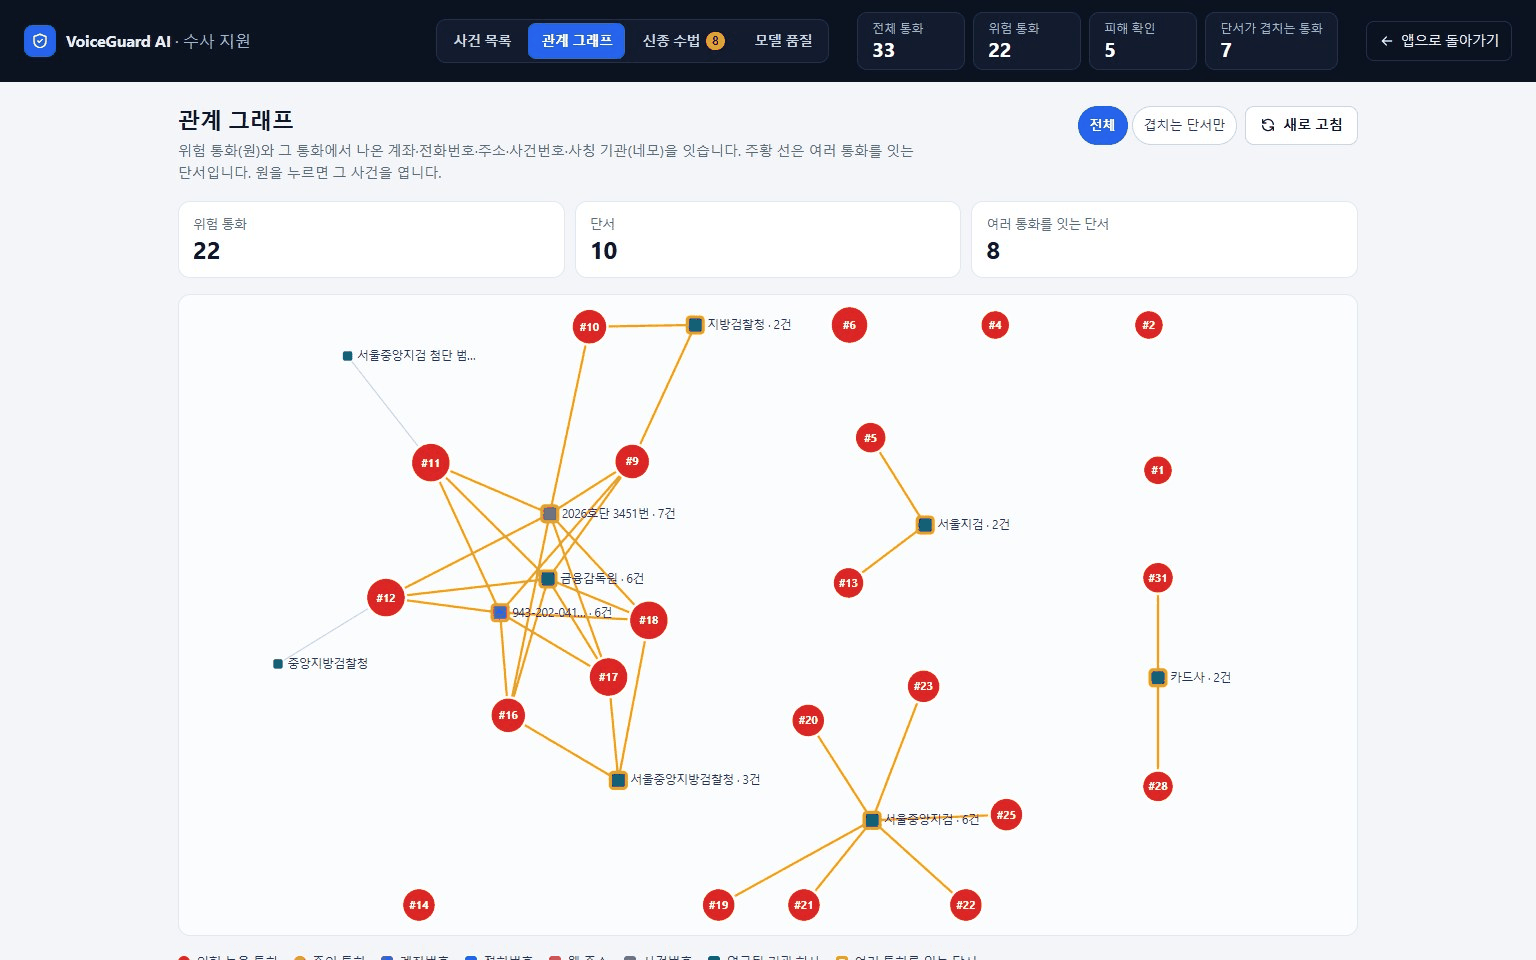 VoiceGuard AI · 수사 지원
사건 목록
관계 그래프
신종 수법 8
모델 품질
전체 통화
33
위험 통화
22
피해 확인
5
단서가 겹치는 통화
7
← 앱으로 돌아가기
관계 그래프
위험 통화(원)와 그 통화에서 나온 계좌·전화번호·주소·사건번호·사칭 기관(네모)을 잇습니다. 주황 선은 여러 통화를 잇는
단서입니다. 원을 누르면 그 사건을 엽니다.
전체
겹치는 단서만
새로 고침
위험 통화
22
단서
10
여러 통화를 잇는 단서
8
#10
지방검찰청 · 2건
#6
#4
#2
서울중앙지검 첨단 범...
#5
#11
#9
#1
2026호단 3451번 · 7건
서울지검 · 2건
금융감독원 · 6건
#13
#31
#12
943-202-041... · 6건
#18
중앙지방검찰청
#17
카드사 · 2건
#23
#16
#20
서울중앙지방검찰청 · 3건
#28
서울중앙지검 · 6건
#25
#14
#19
#21
#22